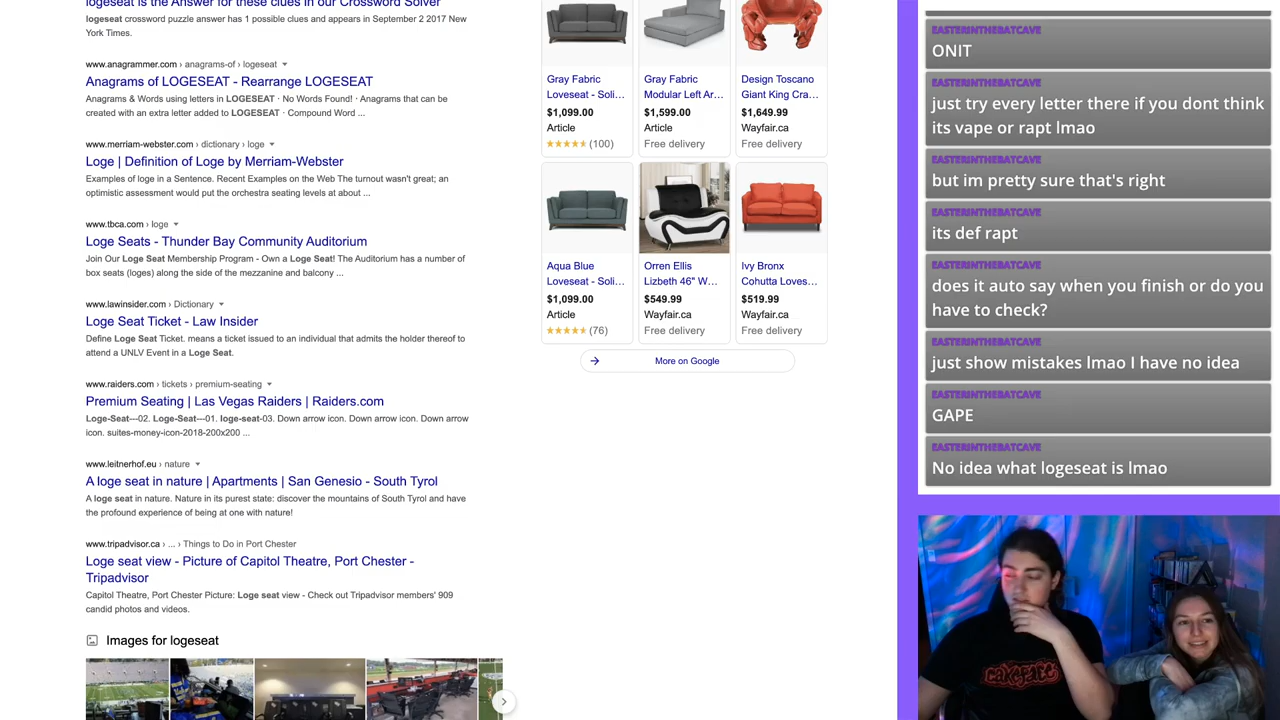 logeseat is the Answer for these clues in our Crossword Solver
logeseat crossword puzzle answer has 1 possible clues and appears in September 2 2017 New
York Times.
www.anagrammer.com › anagrams-of › logeseat
Anagrams of LOGESEAT - Rearrange LOGESEAT
Anagrams & Words using letters in LOGESEAT · No Words Found! · Anagrams that can be
created with an extra letter added to LOGESEAT · Compound Word ...
www.merriam-webster.com › dictionary › loge
Loge | Definition of Loge by Merriam-Webster
Examples of loge in a Sentence. Recent Examples on the Web The turnout wasn't great; an
optimistic assessment would put the orchestra seating levels at about ...
www.tbca.com › loge
Loge Seats - Thunder Bay Community Auditorium
Join Our Loge Seat Membership Program - Own a Loge Seat! The Auditorium has a number of
box seats (loges) along the side of the mezzanine and balcony ...
www.lawinsider.com › Dictionary
Loge Seat Ticket - Law Insider
Define Loge Seat Ticket. means a ticket issued to an individual that admits the holder thereof to
attend a UNLV Event in a Loge Seat.
www.raiders.com › tickets › premium-seating
Premium Seating | Las Vegas Raiders | Raiders.com
Loge-Seat---02. Loge-Seat---01. loge-seat-03. Down arrow icon. Down arrow icon. Down arrow
icon. suites-money-icon-2018-200x200 ...
www.leitnerhof.eu › nature
A loge seat in nature | Apartments | San Genesio - South Tyrol
A loge seat in nature. Nature in its purest state: discover the mountains of South Tyrol and have
the profound experience of being at one with nature!
www.tripadvisor.ca › ... › Things to Do in Port Chester
Loge seat view - Picture of Capitol Theatre, Port Chester -
Tripadvisor
Capitol Theatre, Port Chester Picture: Loge seat view - Check out Tripadvisor members' 909
candid photos and videos.
Images for logeseat
Gray Fabric
Loveseat - Soli...
$1,099.00
Article
(100)
Gray Fabric
Modular Left Ar...
$1,599.00
Article
Design Toscano
Giant King Cra...
$1,649.99
Wayfair.ca
Free delivery
Aqua Blue
Loveseat - Soli...
$1,099.00
Article
(76)
Orren Ellis
Lizbeth 46" W...
$549.99
Wayfair.ca
Free delivery
Ivy Bronx
Cohutta Loves...
$519.99
Wayfair.ca
Free delivery
More on Google
EASTERINTHEBATCAVE
ONIT
EASTERINTHEBATCAVE
just try every letter there if you dont think
its vape or rapt lmao
EASTERINTHEBATCAVE
but im pretty sure that's right
EASTERINTHEBATCAVE
its def rapt
EASTERINTHEBATCAVE
does it auto say when you finish or do you
have to check?
EASTERINTHEBATCAVE
just show mistakes lmao I have no idea
EASTERINTHEBATCAVE
GAPE
EASTERINTHEBATCAVE
No idea what logeseat is lmao
cakeface